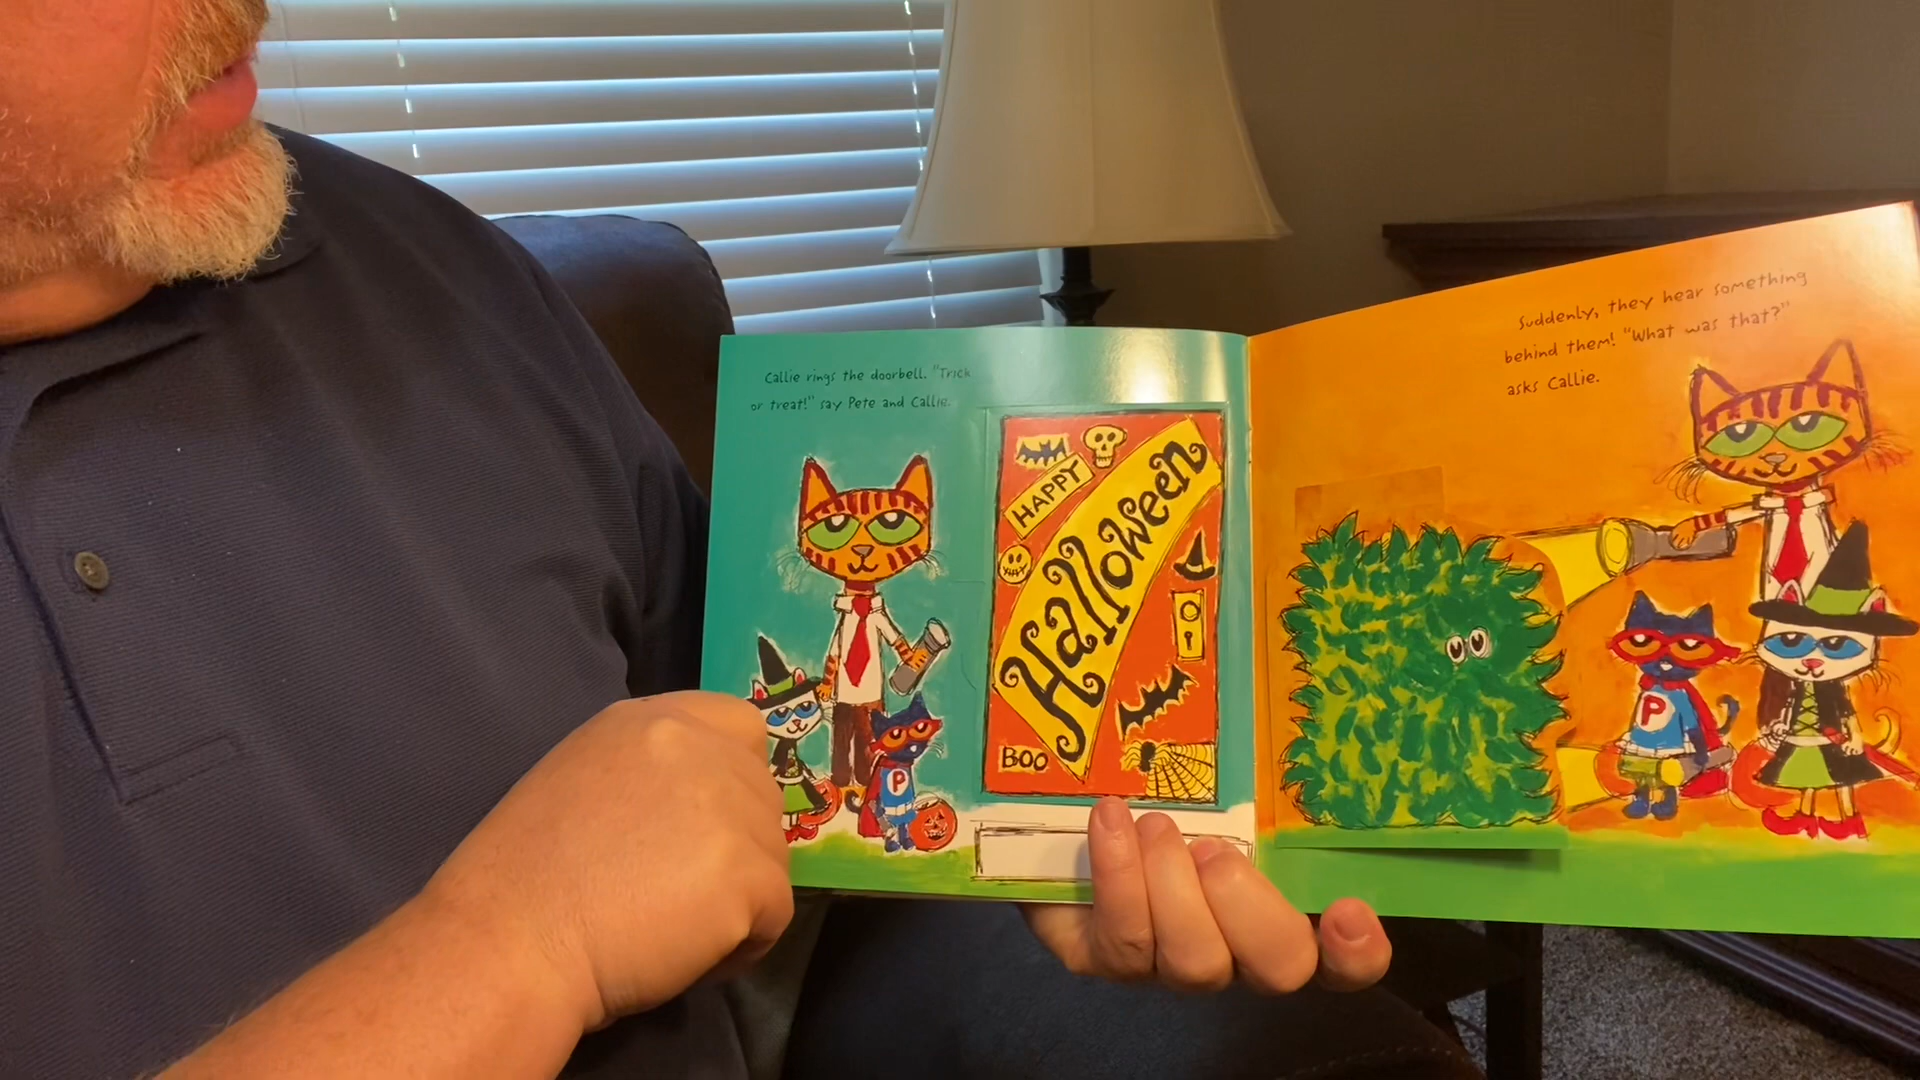 Callie rings the doorbell. "Trick
or treat!" say Pete and Callie.
HAPPY
Halloween
BOO
P
Suddenly, they hear something
behind them! "What was that?"
asks Callie.
P